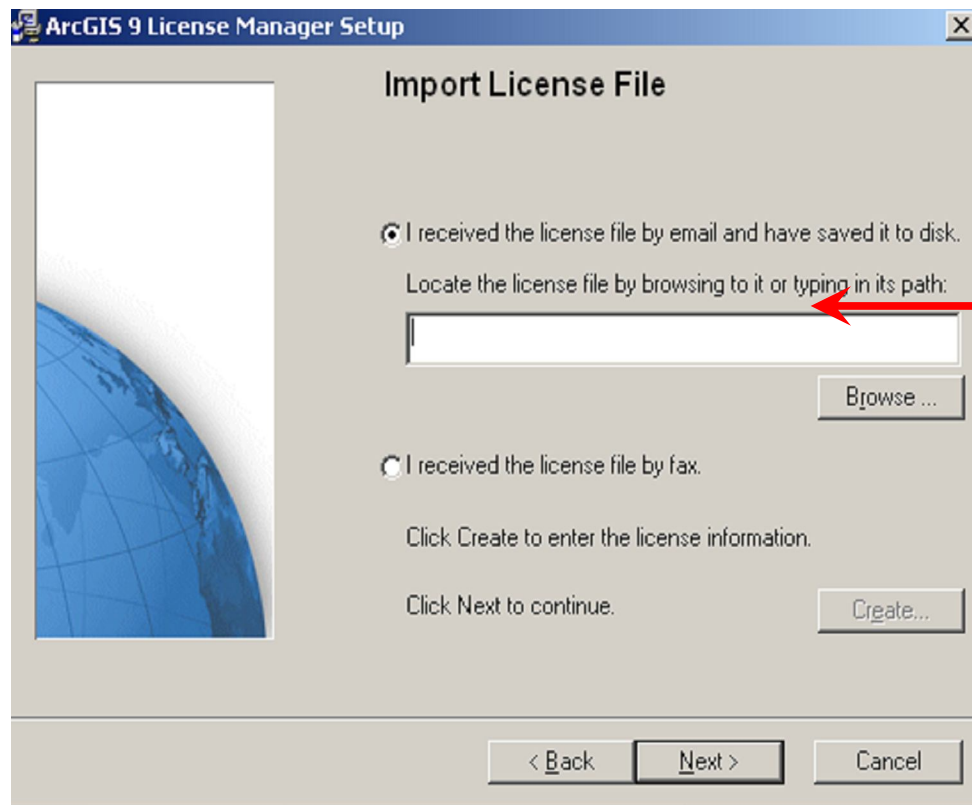 ArcGIS 9 License Manager Setup
Import License File
I received the license file by email and have saved it to disk.
Locate the license file by browsing to it or typing in its path:
Browse ...
I received the license file by fax.
Click Create to enter the license information.
Click Next to continue.
Create...
< Back
Next >
Cancel